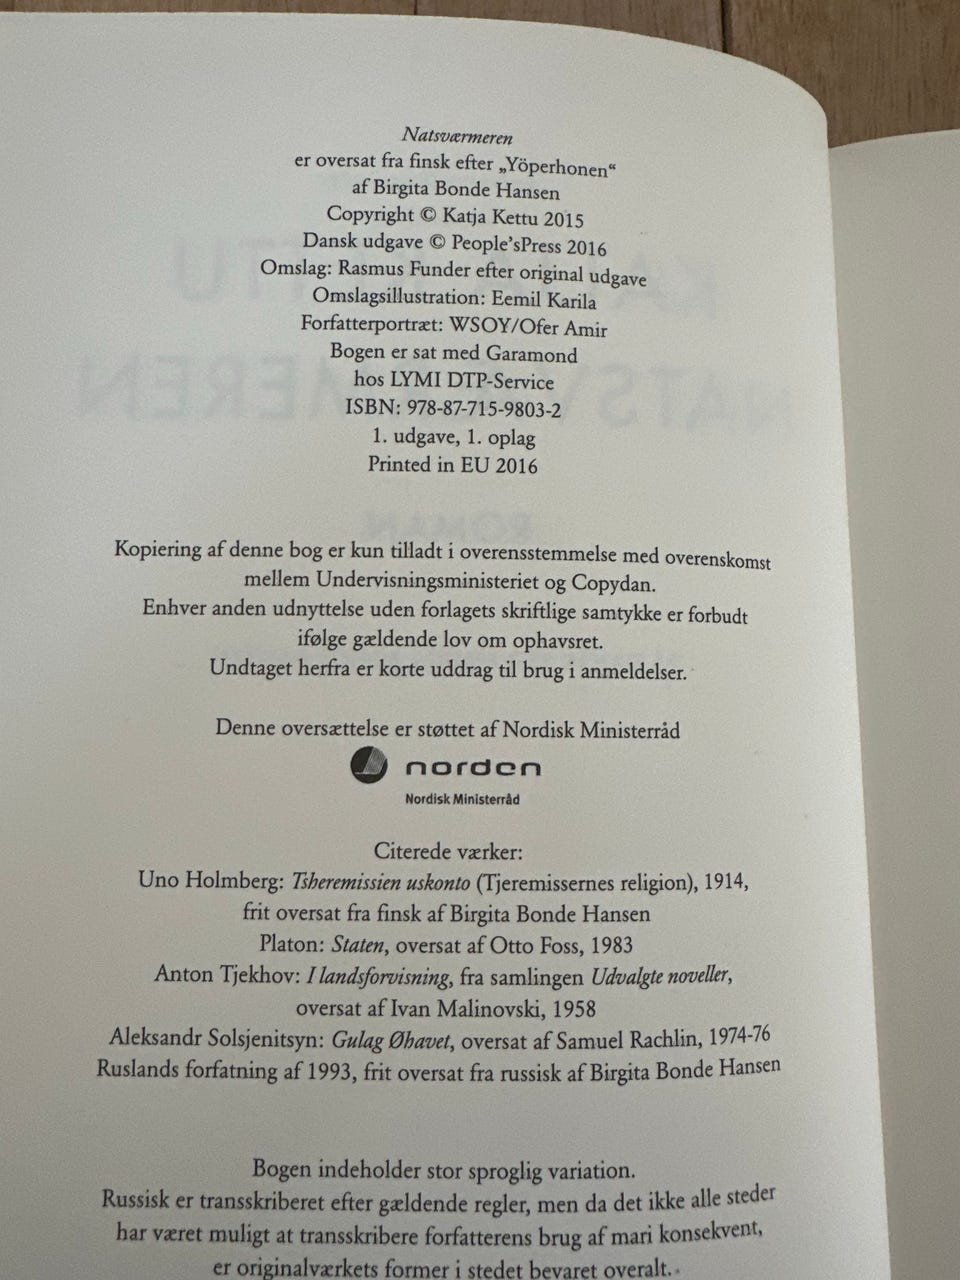 Natsværmeren
er oversat fra finsk efter „Yöperhonen“
af Birgita Bonde Hansen
Copyright © Katja Kettu 2015
Dansk udgave © People'sPress 2016
Omslag: Rasmus Funder efter original udgave
Omslagsillustration: Eemil Karila
Forfatterportræt: WSOY/Ofer Amir
Bogen er sat med Garamond
hos LYMI DTP-Service
ISBN: 978-87-715-9803-2
1. udgave, 1. oplag
Printed in EU 2016
Kopiering af denne bog er kun tilladt i overensstemmelse med overenskomst
mellem Undervisningsministeriet og Copydan.
Enhver anden udnyttelse uden forlagets skriftlige samtykke er forbudt
ifølge gældende lov om ophavsret.
Undtaget herfra er korte uddrag til brug i anmeldelser.
Denne oversættelse er støttet af Nordisk Ministerråd
norden
Nordisk Ministerråd
Citerede værker:
Uno Holmberg: Tsheremissien uskonto (Tjeremissernes religion), 1914,
frit oversat fra finsk af Birgita Bonde Hansen
Platon: Staten, oversat af Otto Foss, 1983
Anton Tjekhov: I landsforvisning, fra samlingen Udvalgte noveller,
oversat af Ivan Malinovski, 1958
Aleksandr Solsjenitsyn: Gulag Øhavet, oversat af Samuel Rachlin, 1974-76
Ruslands forfatning af 1993, frit oversat fra russisk af Birgita Bonde Hansen
Bogen indeholder stor sproglig variation.
Russisk er transskriberet efter gældende regler, men da det ikke alle steder
har været muligt at transskribere forfatterens brug af mari konsekvent,
er originalværkets former i stedet bevaret overalt.